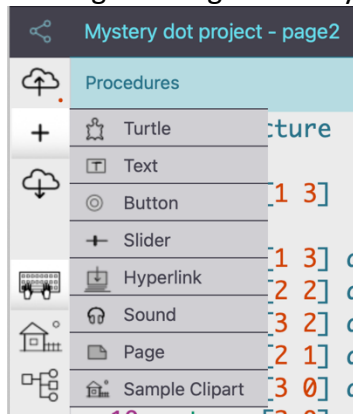 Mystery dot project - page2
Procedures
Turtle
cture
T Text
Button
[1 3]
Slider
[1 3]
Hyperlink
[2 2]
Sound
[3 2]
Page
[2 1]
Sample Clipart
[3 0]